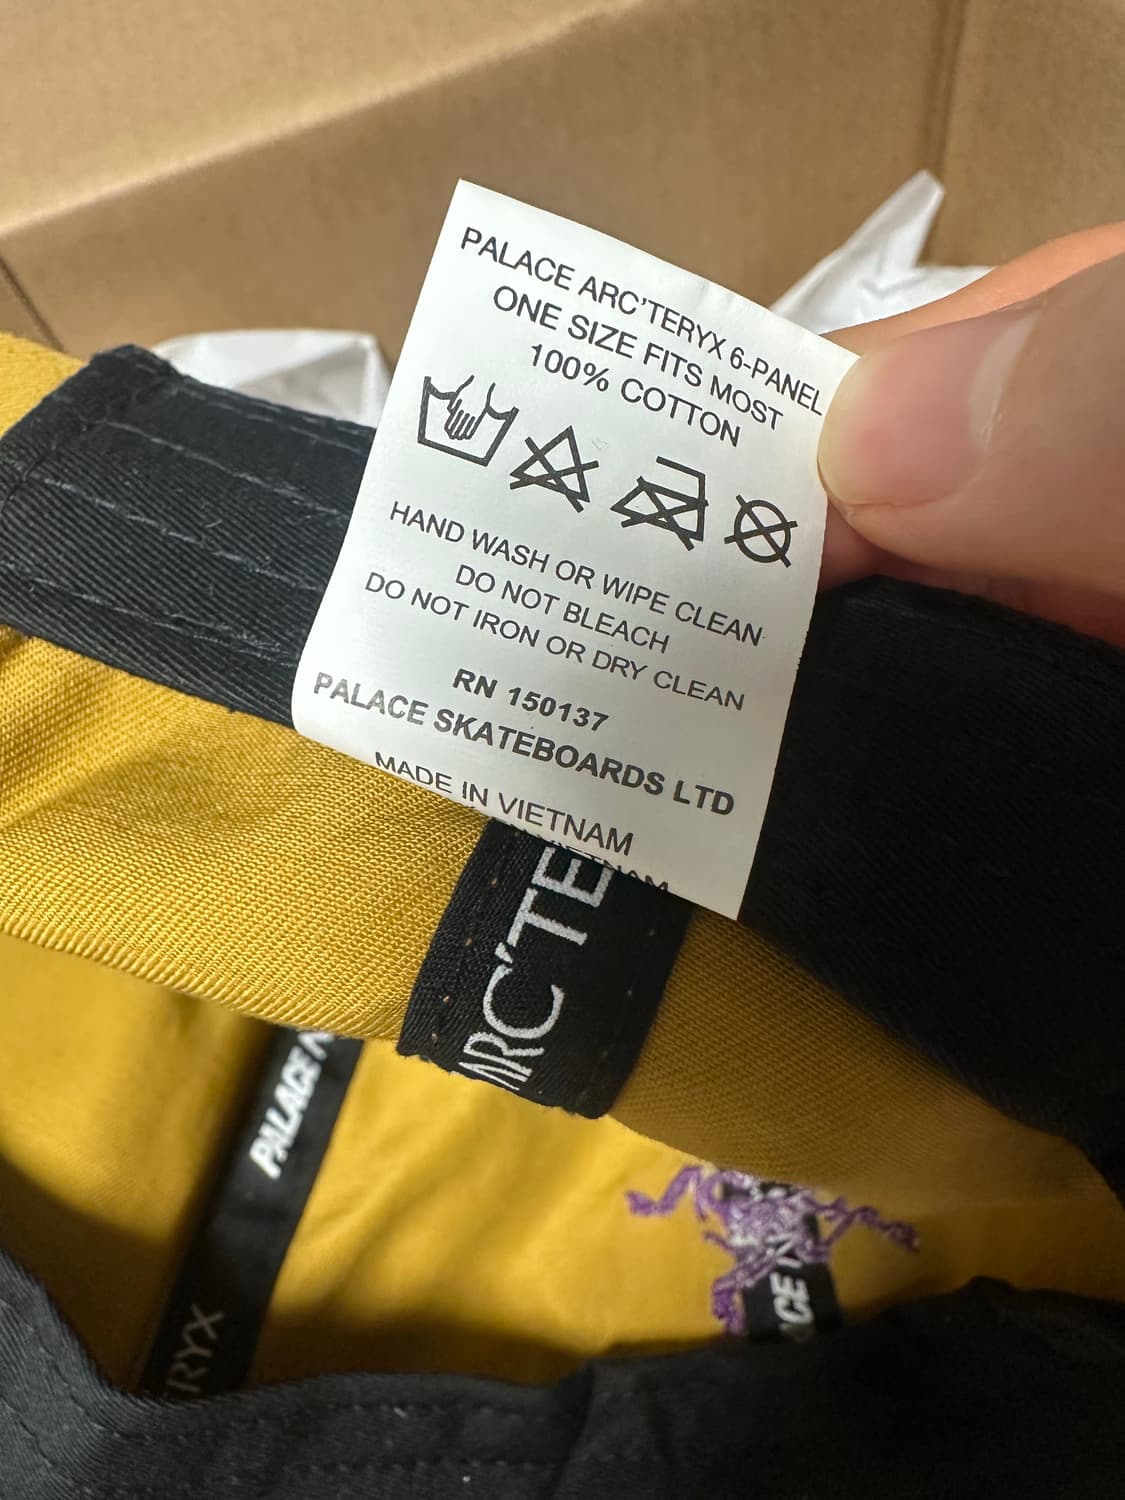 PALACE ARC'TERYX 6-PANEL
ONE SIZE FITS MOST
100% COTTON
HAND WASH OR WIPE CLEAN
DO NOT BLEACH
DO NOT IRON OR DRY CLEAN
RN 150137
PALACE SKATEBOARDS LTD
MADE IN VIETNAM
ARC'TE
PALACE
ERYX